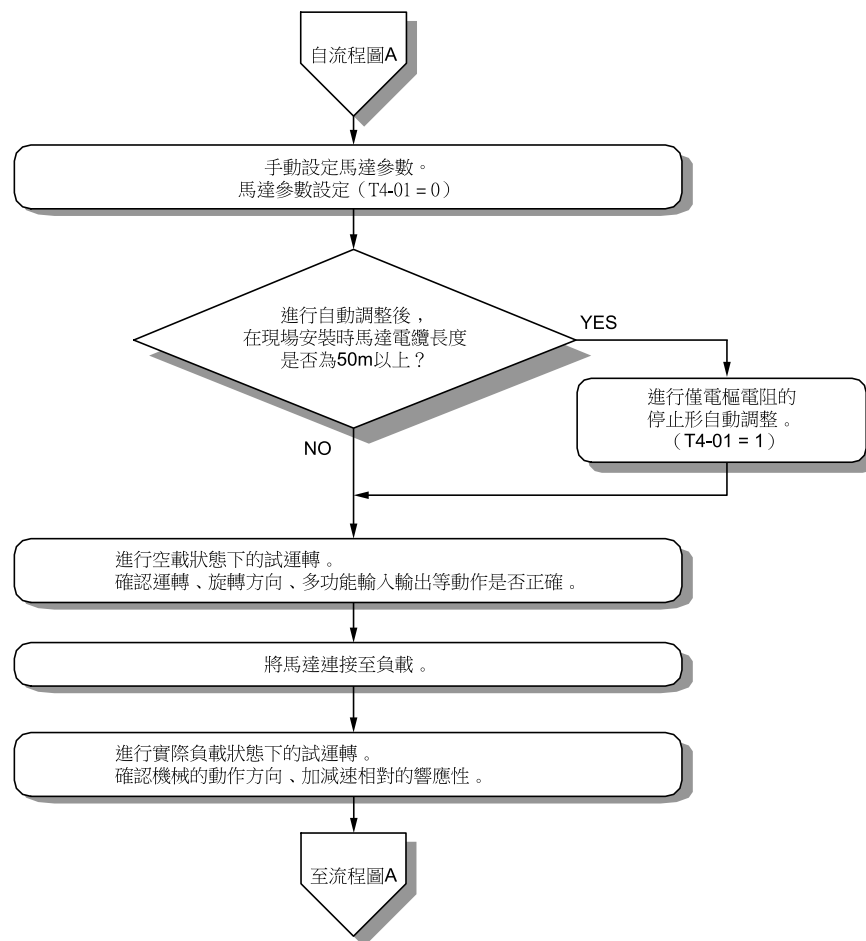 自流程圖A
手動設定馬達參數。
馬達參數設定（T4-01 = 0）
進行自動調整後，
在現場安裝時馬達電纜長度
是否為50m以上？
YES
進行僅電樞電阻的
停止形自動調整。
（T4-01 = 1）
NO
進行空載狀態下的試運轉。
確認運轉、旋轉方向、多功能輸入輸出等動作是否正確。
將馬達連接至負載。
進行實際負載狀態下的試運轉。
確認機械的動作方向、加減速相對的響應性。
至流程圖A